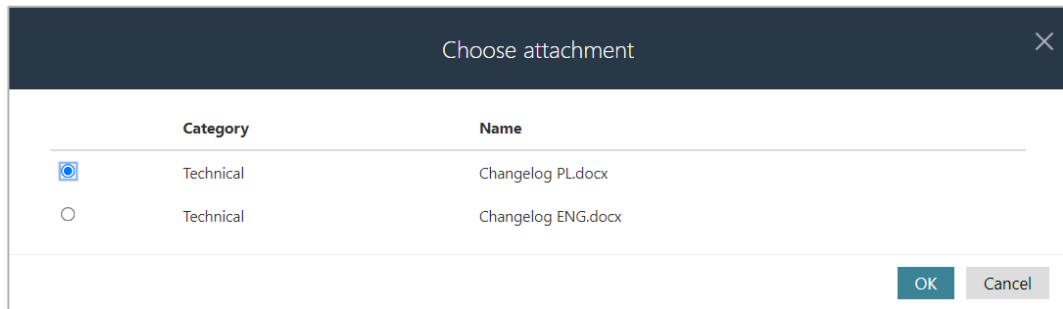 Choose attachment
Category Name
Technical Changelog PL.docx
Technical Changelog ENG.docx
OK Cancel